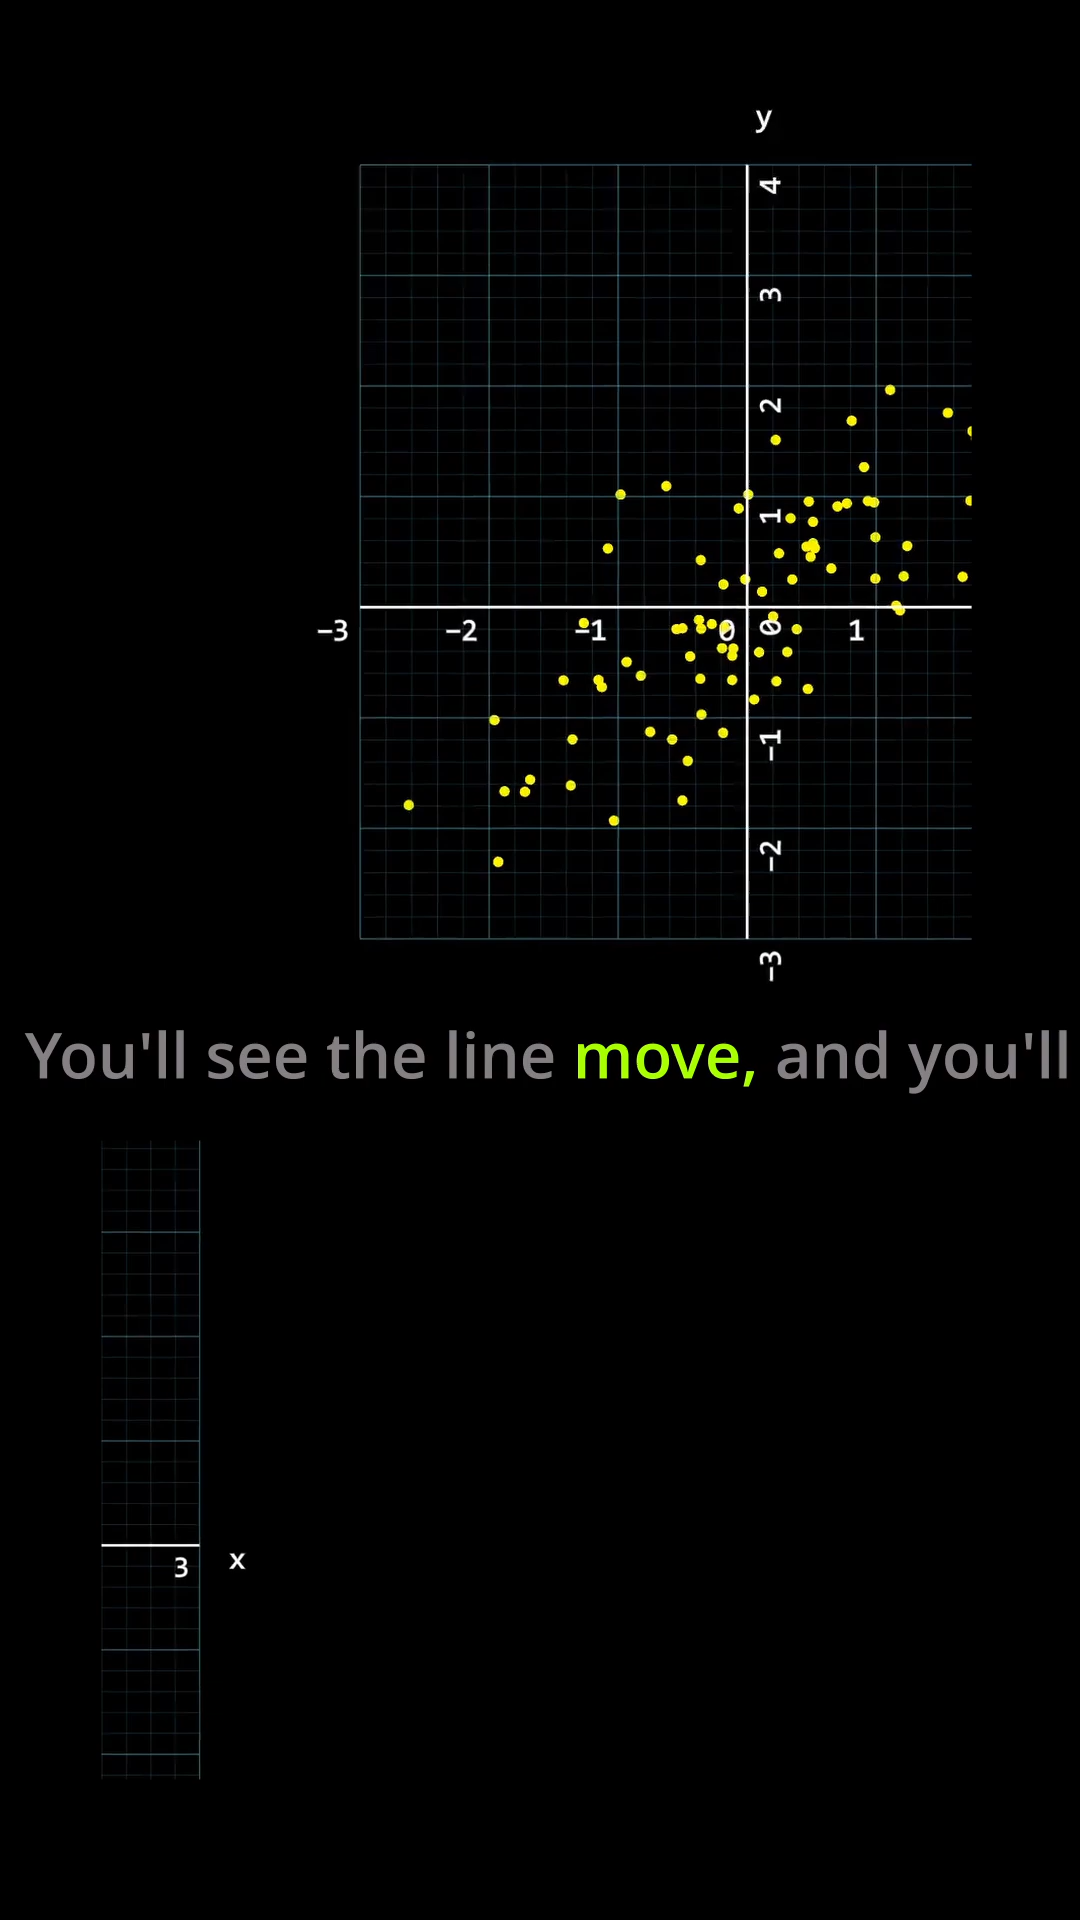 y
4
3
2
1
−3 −2 −1 0 0 1
−1
−2
−3
You'll see the line move, and you'll
3 x